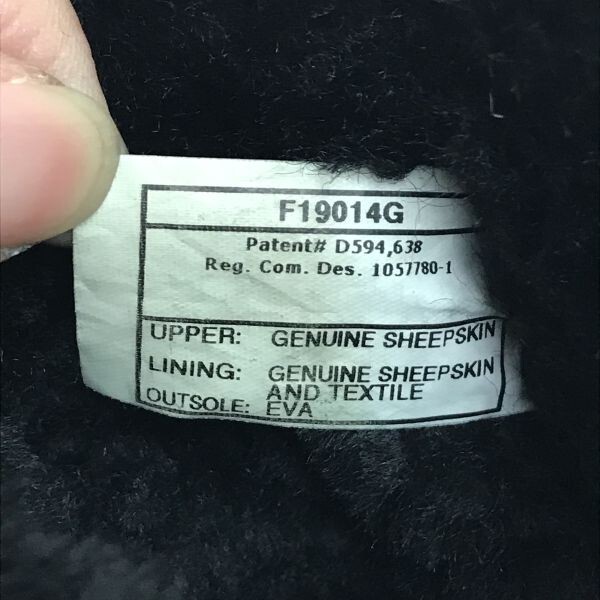 F19014G
Patent# D594,638
Reg. Com. Des. 1057780-1
UPPER: GENUINE SHEEPSKIN
LINING: GENUINE SHEEPSKIN
AND TEXTILE
OUTSOLE: EVA